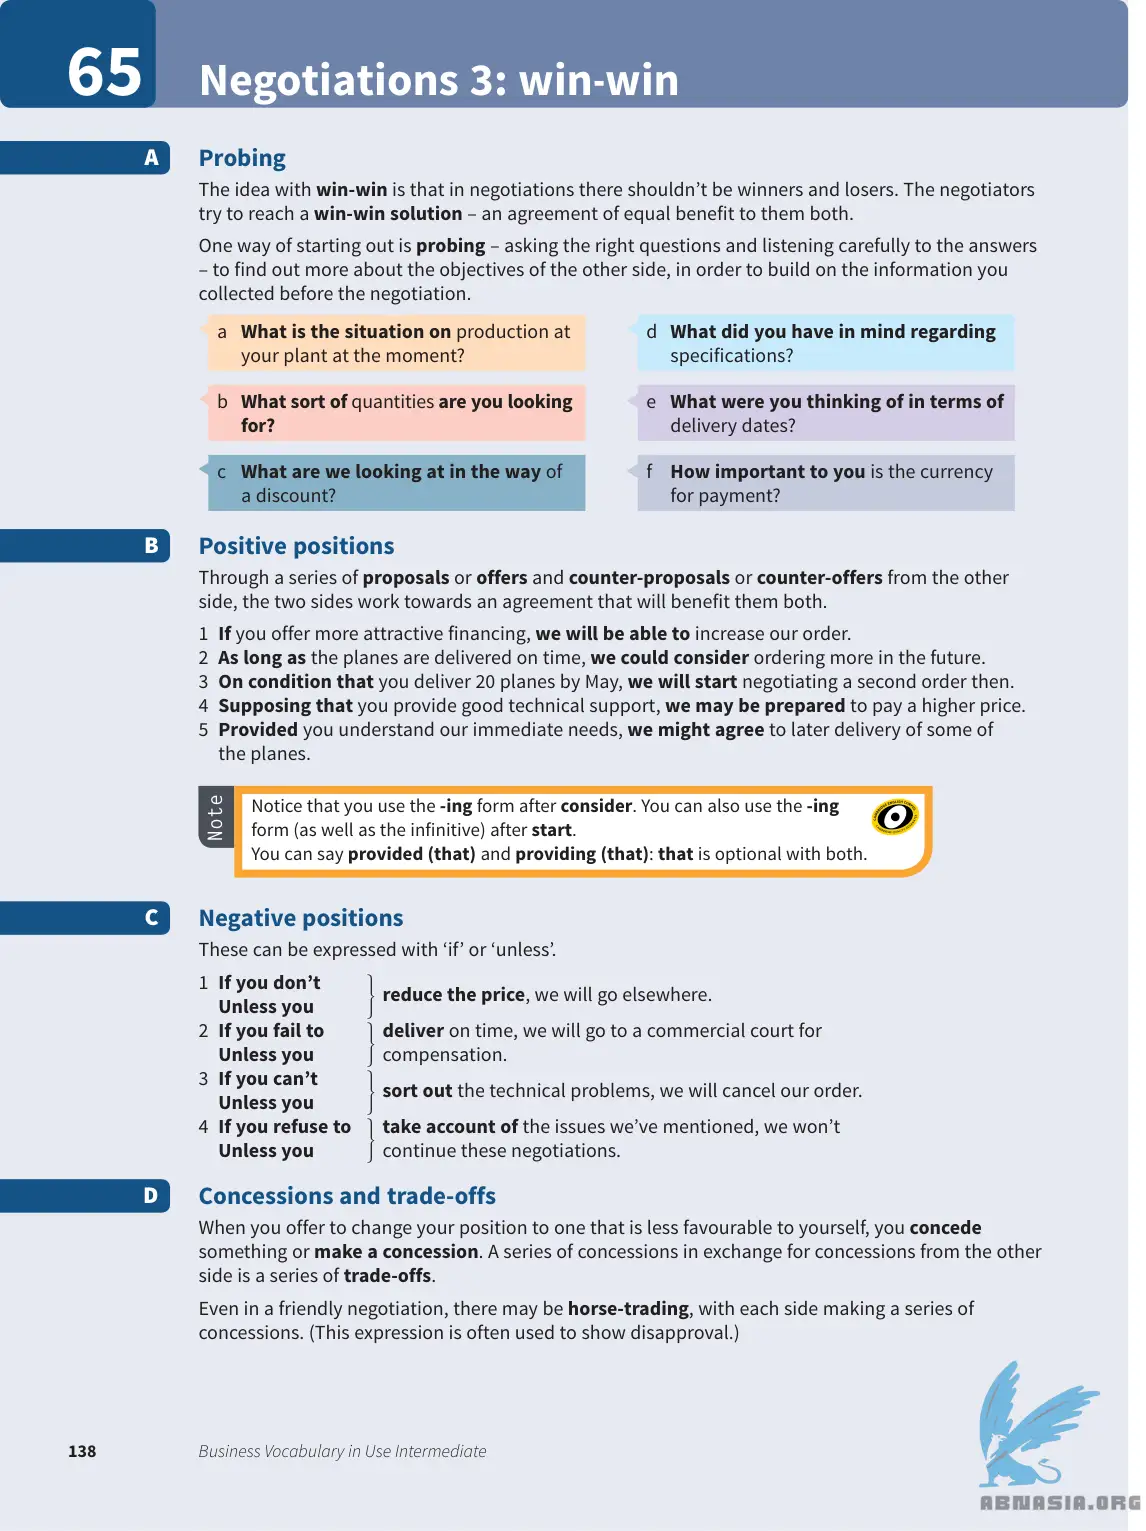 65
Negotiations 3: win-win
A
Probing
The idea with win-win is that in negotiations there shouldn't be winners and losers. The negotiators
try to reach a win-win solution – an agreement of equal benefit to them both.
One way of starting out is probing – asking the right questions and listening carefully to the answers
– to find out more about the objectives of the other side, in order to build on the information you
collected before the negotiation.
a What is the situation on production at
your plant at the moment?
b What sort of quantities are you looking
for?
c What are we looking at in the way of
a discount?
d What did you have in mind regarding
specifications?
e What were you thinking of in terms of
delivery dates?
f How important to you is the currency
for payment?
B
Positive positions
Through a series of proposals or offers and counter-proposals or counter-offers from the other
side, the two sides work towards an agreement that will benefit them both.
1 If you offer more attractive financing, we will be able to increase our order.
2 As long as the planes are delivered on time, we could consider ordering more in the future.
3 On condition that you deliver 20 planes by May, we will start negotiating a second order then.
4 Supposing that you provide good technical support, we may be prepared to pay a higher price.
5 Provided you understand our immediate needs, we might agree to later delivery of some of
the planes.
Note
Notice that you use the -ing form after consider. You can also use the -ing
form (as well as the infinitive) after start.
You can say provided (that) and providing (that): that is optional with both.
C
Negative positions
These can be expressed with ‘if’ or ‘unless’.
1 If you don't
Unless you
reduce the price, we will go elsewhere.
2 If you fail to
Unless you
deliver on time, we will go to a commercial court for
compensation.
3 If you can't
Unless you
sort out the technical problems, we will cancel our order.
4 If you refuse to
Unless you
take account of the issues we've mentioned, we won't
continue these negotiations.
D
Concessions and trade-offs
When you offer to change your position to one that is less favourable to yourself, you concede
something or make a concession. A series of concessions in exchange for concessions from the other
side is a series of trade-offs.
Even in a friendly negotiation, there may be horse-trading, with each side making a series of
concessions. (This expression is often used to show disapproval.)
138
Business Vocabulary in Use Intermediate
ABNASIA.ORG